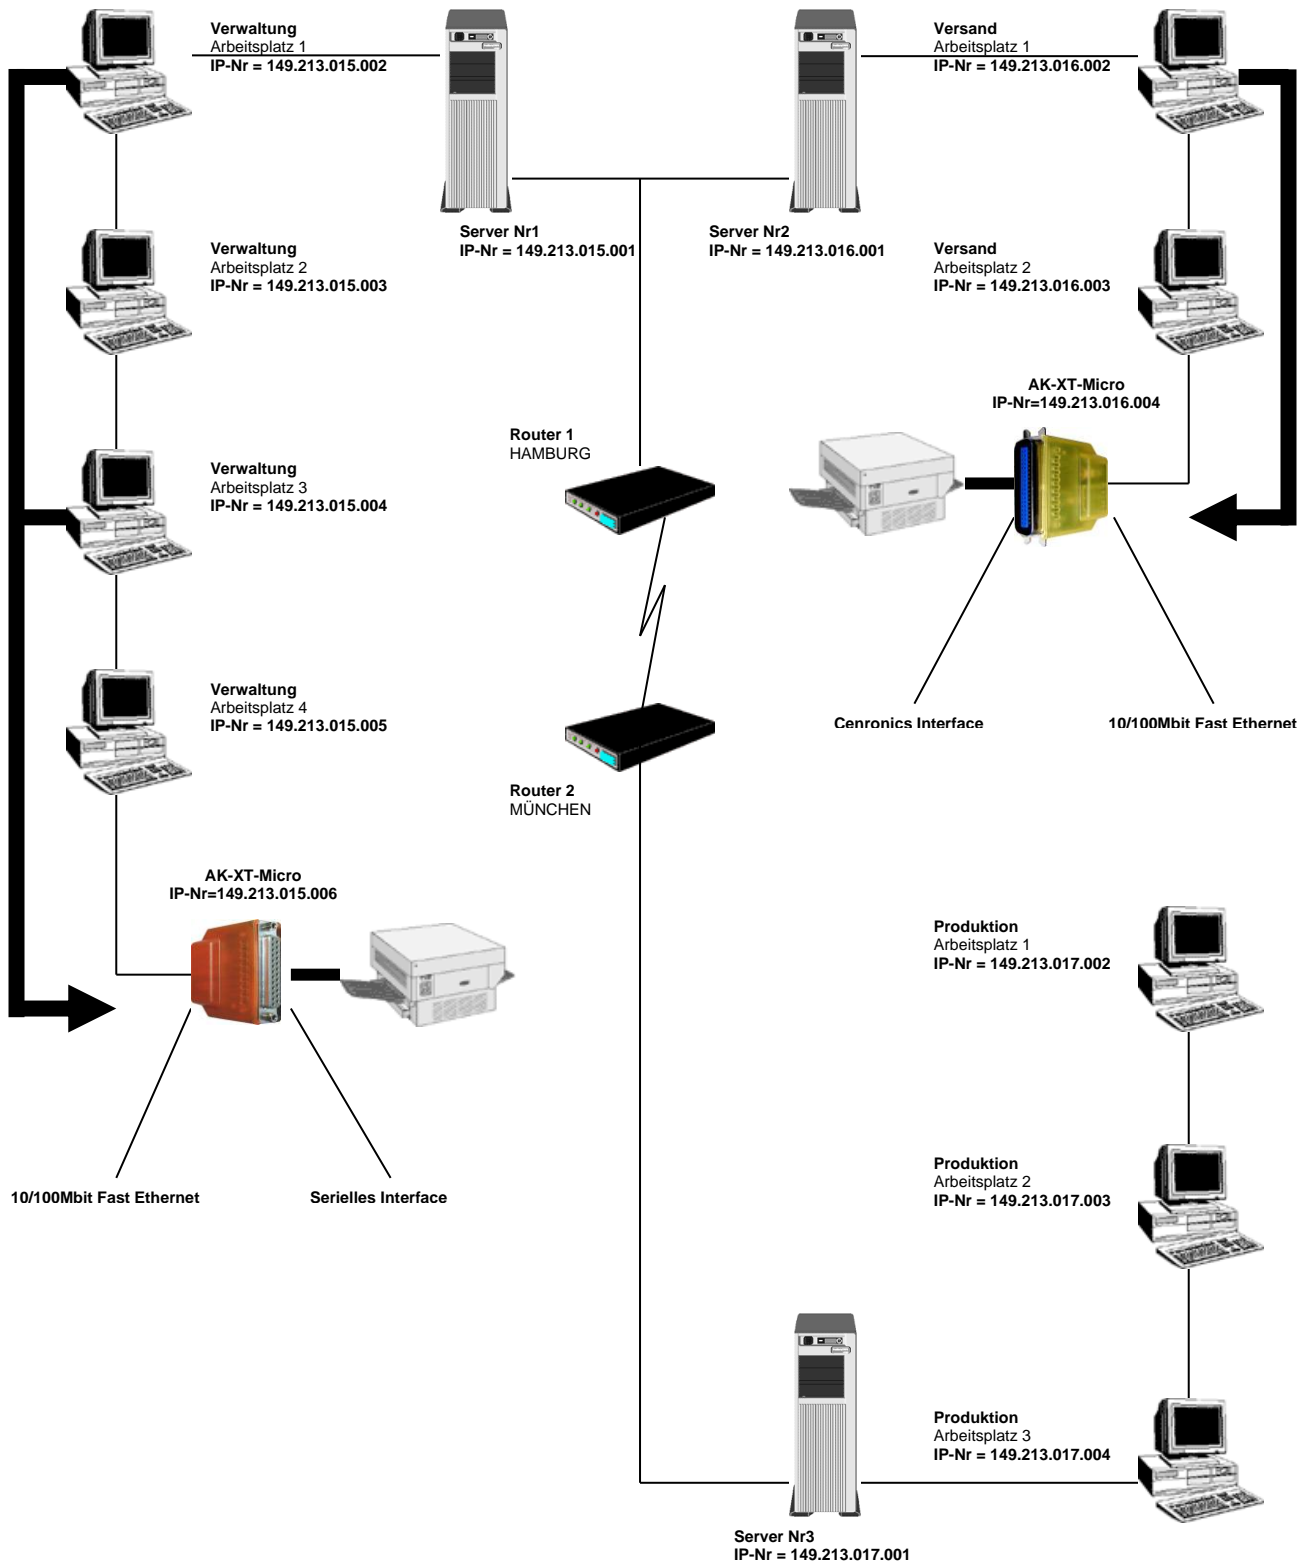 Verwaltung
Arbeitsplatz 1
IP-Nr = 149.213.015.002
Versand
Arbeitsplatz 1
IP-Nr = 149.213.016.002
Server Nr1
IP-Nr = 149.213.015.001
Server Nr2
IP-Nr = 149.213.016.001
Verwaltung
Arbeitsplatz 2
IP-Nr = 149.213.015.003
Versand
Arbeitsplatz 2
IP-Nr = 149.213.016.003
AK-XT-Micro
IP-Nr=149.213.016.004
Router 1
HAMBURG
Verwaltung
Arbeitsplatz 3
IP-Nr = 149.213.015.004
Verwaltung
Arbeitsplatz 4
IP-Nr = 149.213.015.005
Cenronics Interface
10/100Mbit Fast Ethernet
Router 2
MÜNCHEN
AK-XT-Micro
IP-Nr=149.213.015.006
Produktion
Arbeitsplatz 1
IP-Nr = 149.213.017.002
10/100Mbit Fast Ethernet
Serielles Interface
Produktion
Arbeitsplatz 2
IP-Nr = 149.213.017.003
Produktion
Arbeitsplatz 3
IP-Nr = 149.213.017.004
Server Nr3
IP-Nr = 149.213.017.001